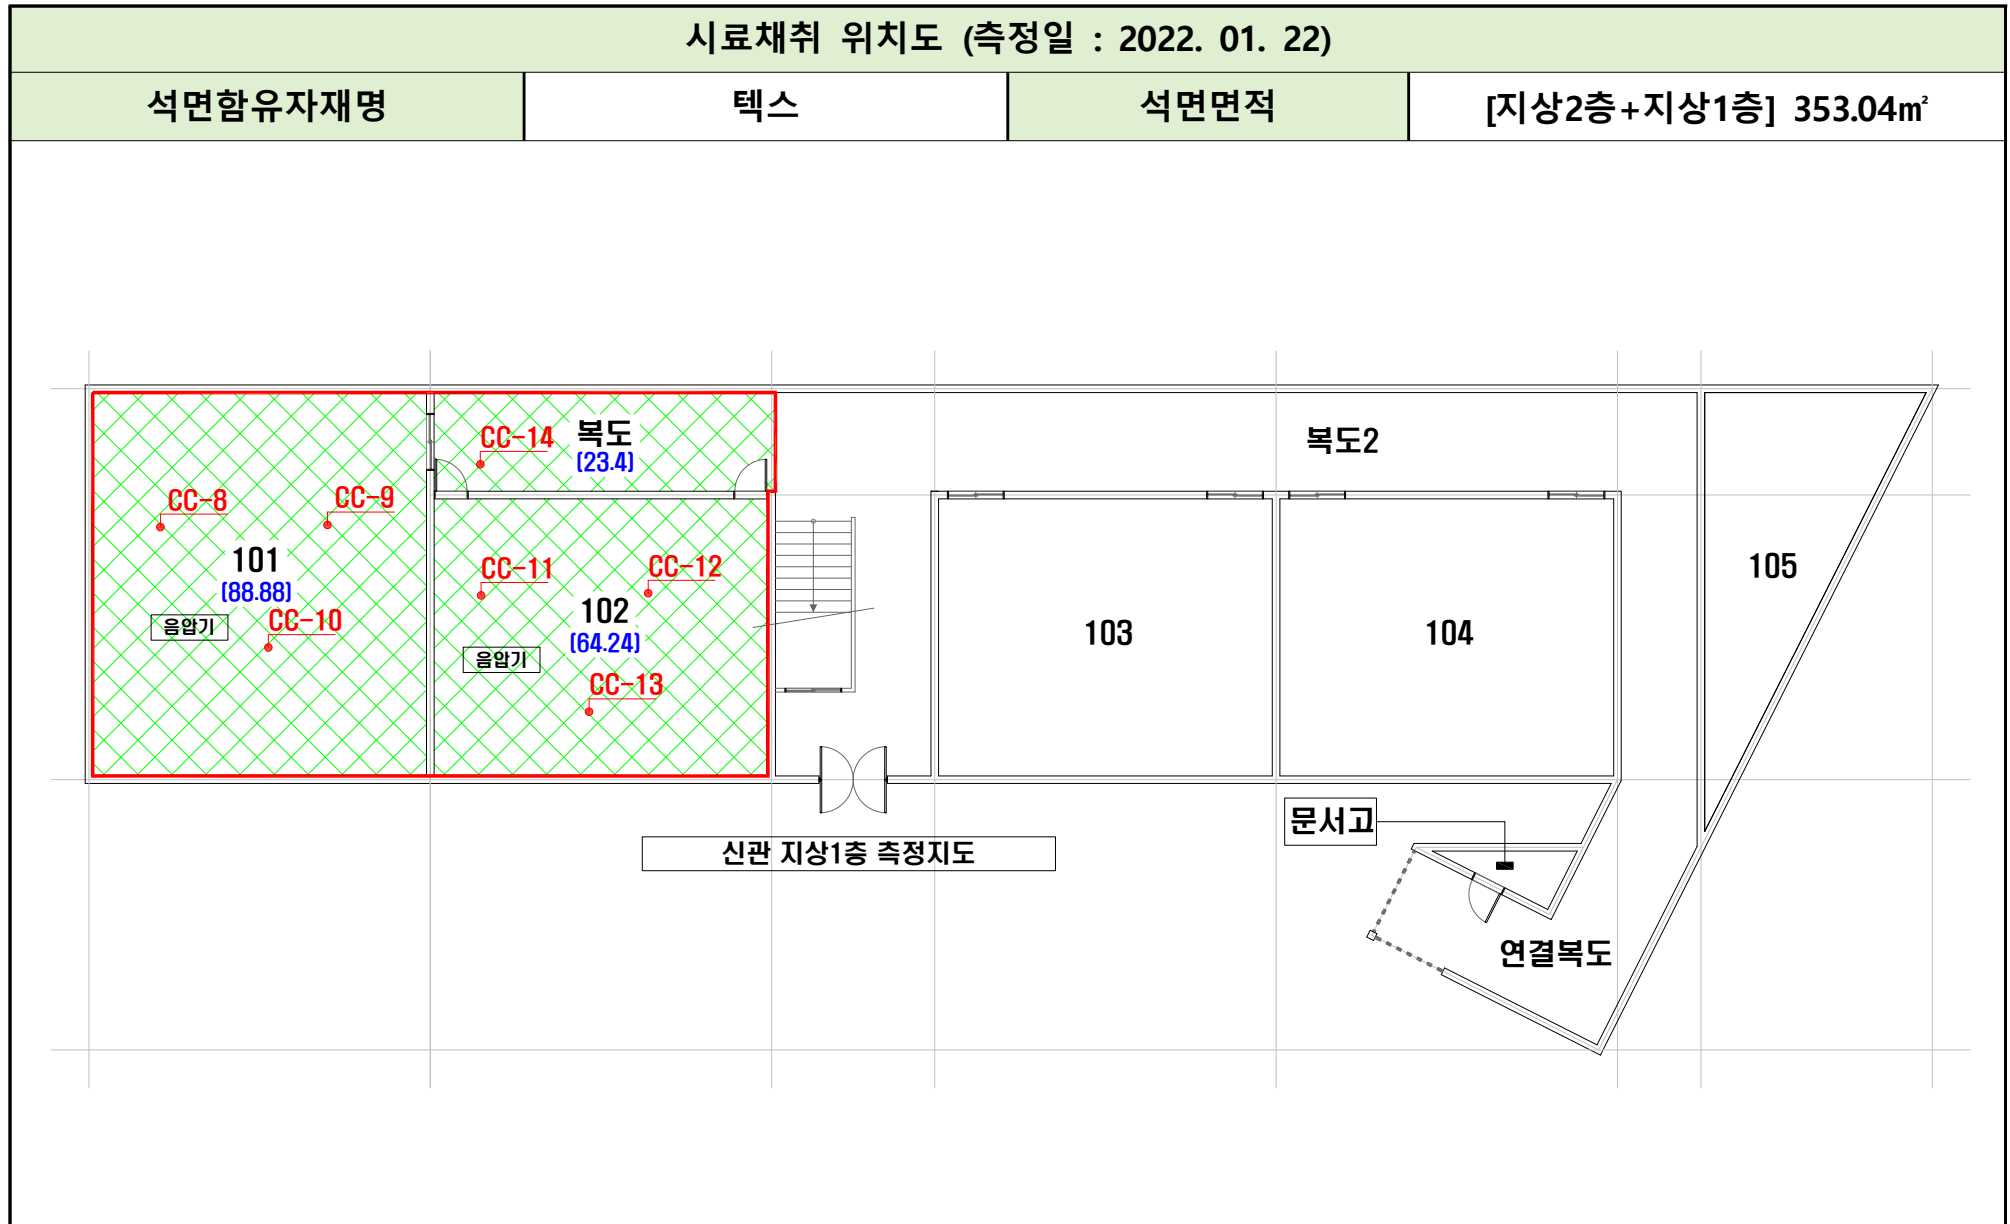 시료채취 위치도 (측정일 : 2022. 01. 22)
석면함유자재명
텍스
석면면적
[지상2층+지상1층] 353.04㎡
CC-14
복도
(23.4)
복도2
CC-8
CC-9
101
(88.88)
음압기
CC-10
CC-11
CC-12
102
(64.24)
음압기
CC-13
103
104
105
문서고
신관 지상1층 측정지도
연결복도